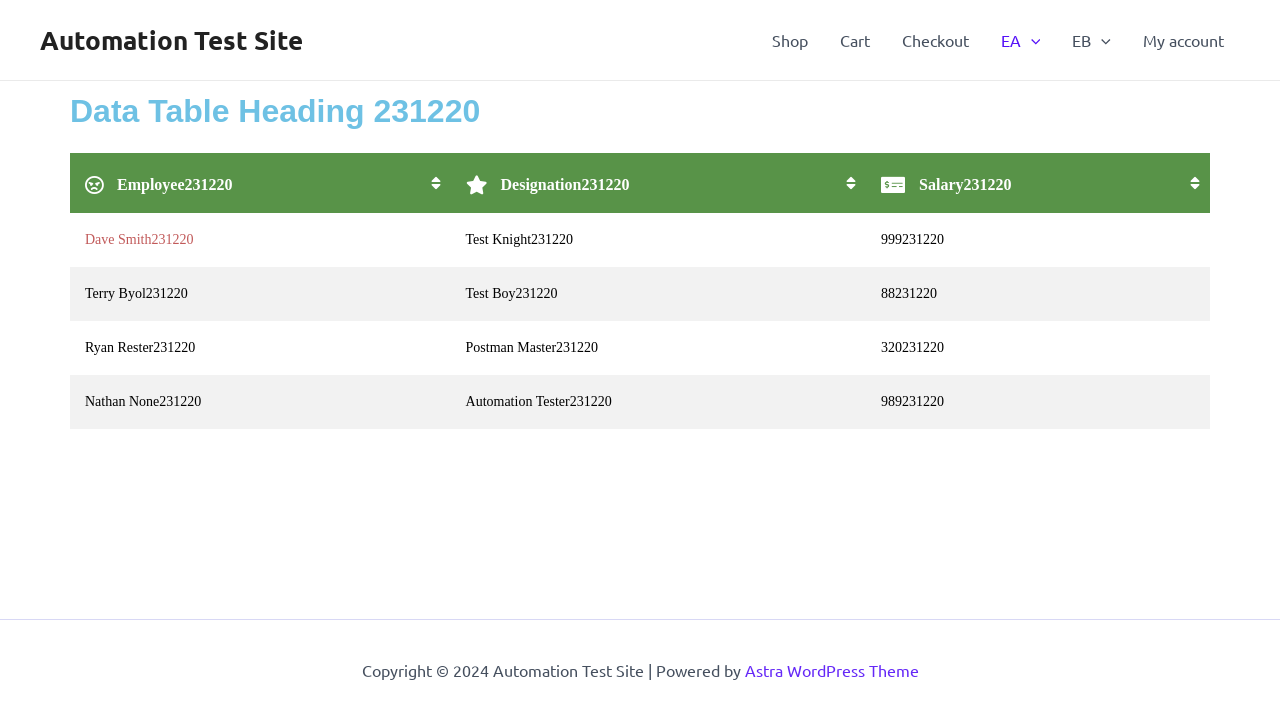 Automation Test Site
Shop Cart Checkout EA EB My account
Data Table Heading 231220
Employee231220 Designation231220 Salary231220
Dave Smith231220 Test Knight231220 999231220
Terry Byol231220 Test Boy231220 88231220
Ryan Rester231220 Postman Master231220 320231220
Nathan None231220 Automation Tester231220 989231220
Copyright © 2024 Automation Test Site | Powered by Astra WordPress Theme